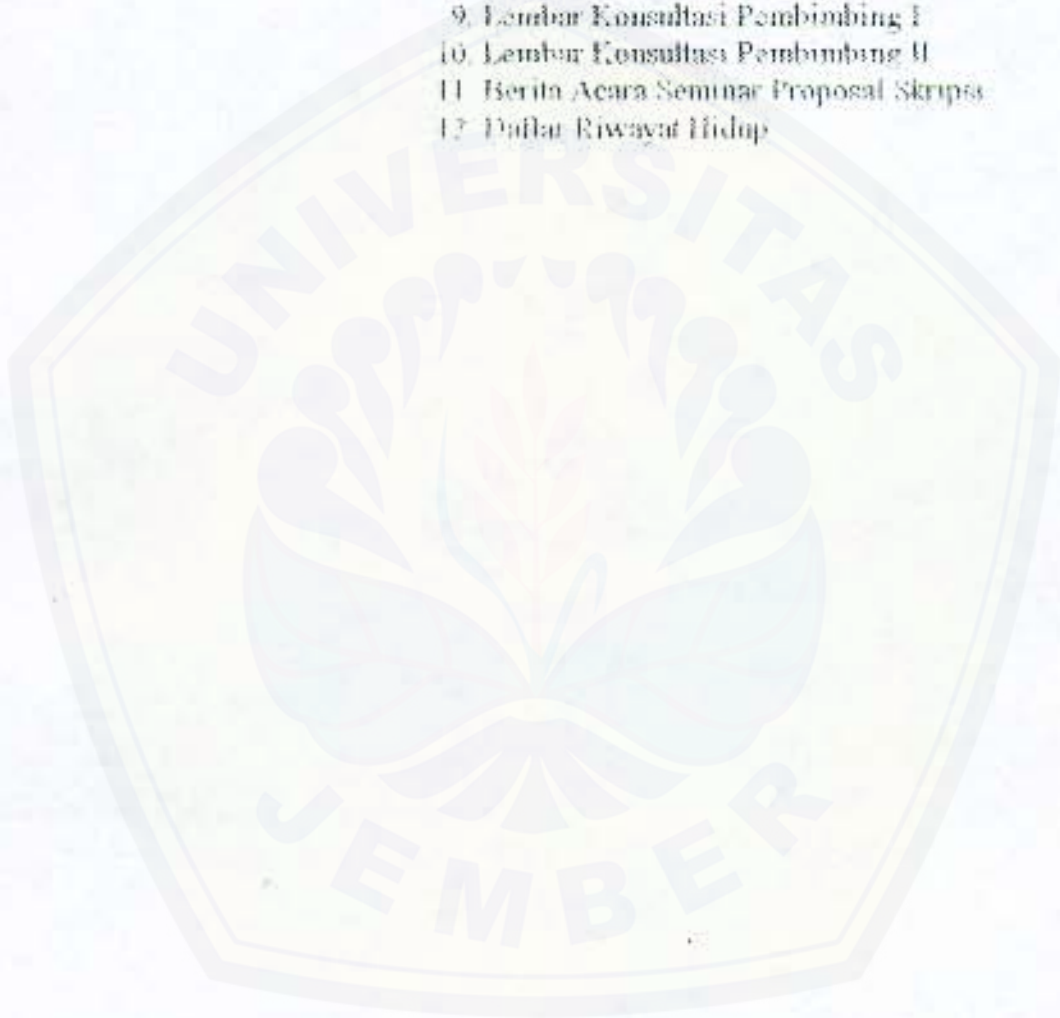 9. Lembar Konsultasi Pembimbing I
10. Lembar Konsultasi Pembimbing II
11 Berita Acara Seminar Proposal Skripsi
12 Daftar Riwayat Hidup
UNIVERSITAS
JEMBER